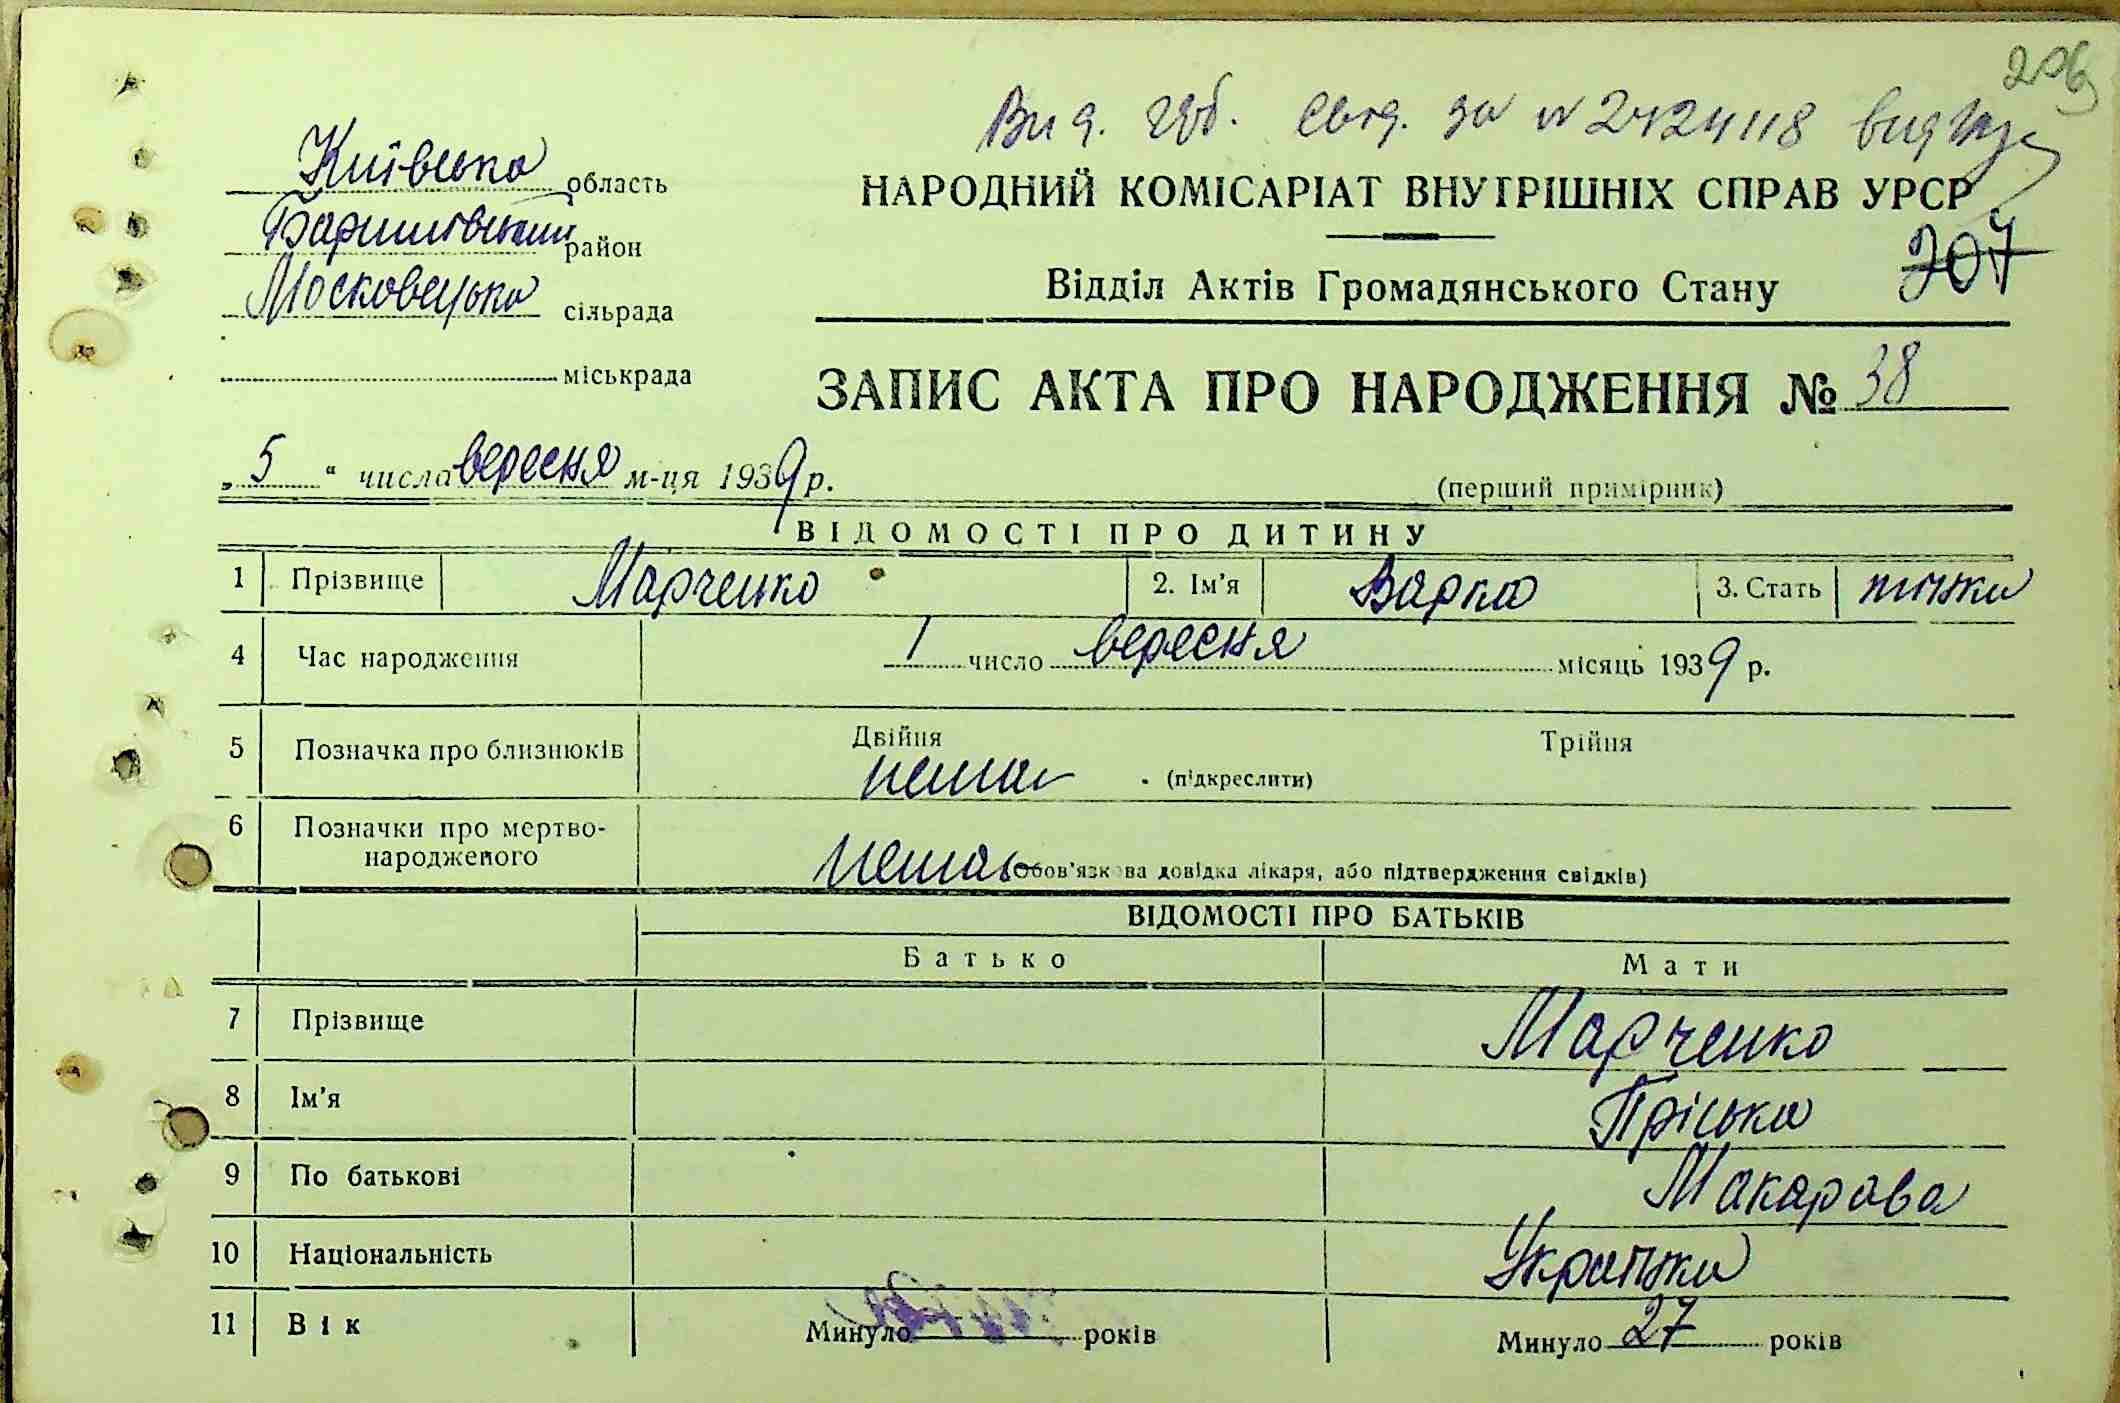 206
Вид. за № 2424118
Київська область
НАРОДНИЙ КОМІСАРІАТ ВНУТРІШНІХ СПРАВ УРСР
Баришівський район
207
Відділ Актів Громадянського Стану
Московецька сільрада
міськрада
ЗАПИС АКТА ПРО НАРОДЖЕННЯ № 38
„5“ числа вересня м-ця 1939 р.
(перший примірник)
ВІДОМОСТІ ПРО ДИТИНУ
1 Прізвище Марченко 2. Ім'я Варка 3. Стать жінка
4 Час народження 1 число вересня місяць 1939 р.
5 Позначка про близнюків Двійня Трійня
немає (підкреслити)
6 Позначки про мертво-
народженого немає (Обов'язкова довідка лікаря, або підтвердження свідків)
ВІДОМОСТІ ПРО БАТЬКІВ
Батько Мати
7 Прізвище Марченко
8 Ім'я Пріська
9 По батькові Макарова
10 Національність Українка
11 Вік Минуло років Минуло 27 років